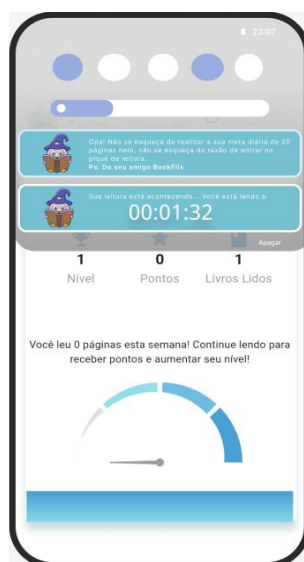 23:07
Opa! Não se esqueça de realizar a sua meta diária de 20
páginas hein, não se esqueça da razão de entrar no
pique de leitura.
Ps: Do seu amigo BookFlix
Sua leitura está acontecendo... Você está lendo a:
00:01:32
Apagar
1 0 1
Nível Pontos Livros Lidos
Você leu 0 páginas esta semana! Continue lendo para
receber pontos e aumentar seu nível!